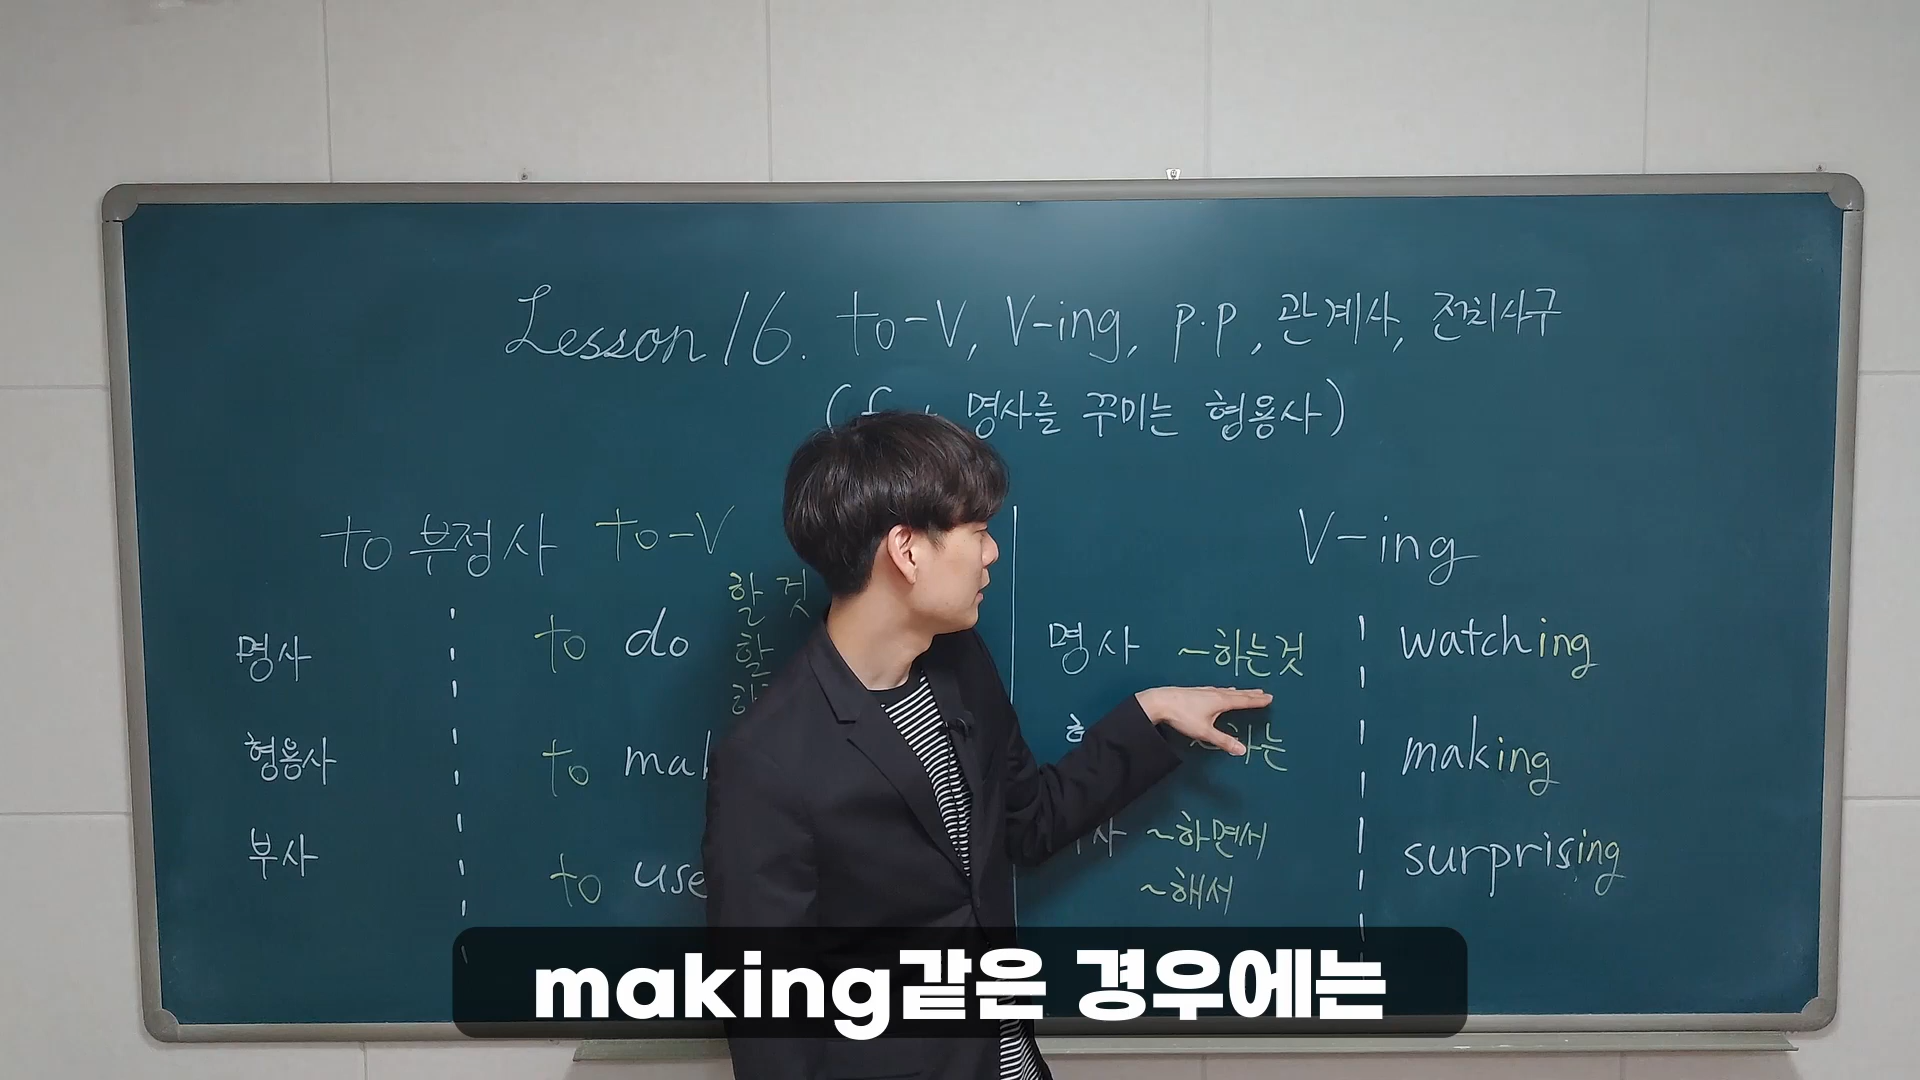 Lesson 16. to-V, V-ing, p.p, 관계사, 전치사구
명사를 꾸미는 형용사)
to 부정사 to-V
할 것
명사 to do 할
형용사 to
부사 to use
V-ing
명사 ~하는것 watching
~하는 making
~하면서 surprising
~해서
making같은 경우에는